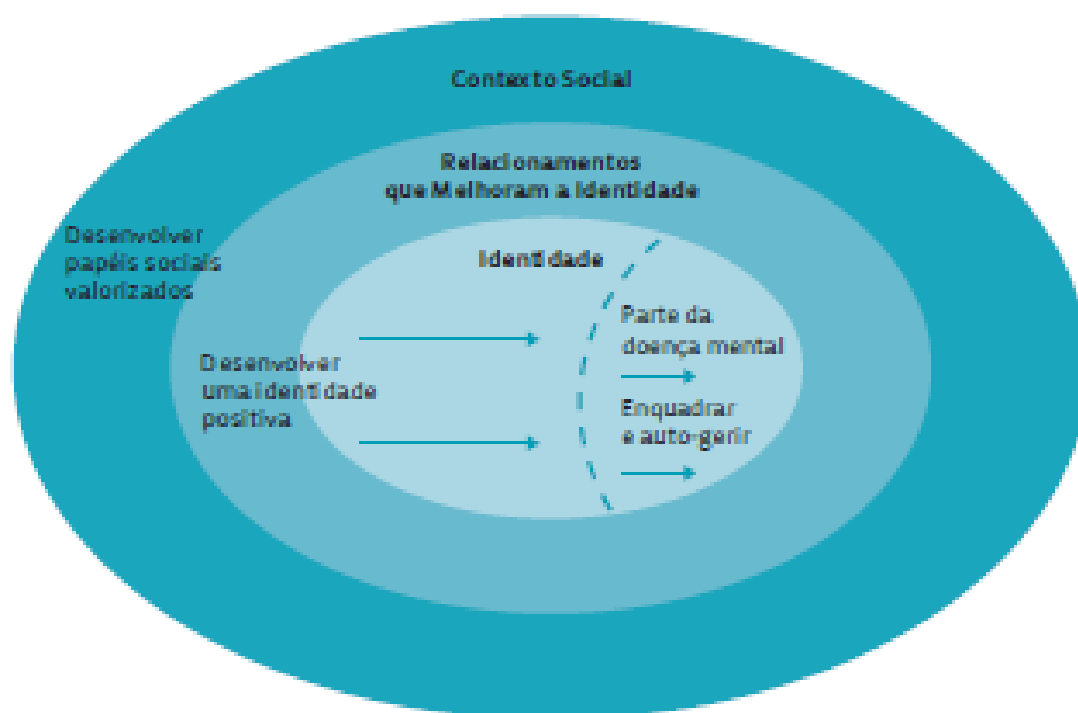 Contexto Social
Relacionamentos
que Melhoram a Identidade
Desenvolver
papéis sociais
valorizados
Identidade
Parte da
doença mental
Desenvolver
uma identidade
positiva
Enquadrar
e auto-gerir